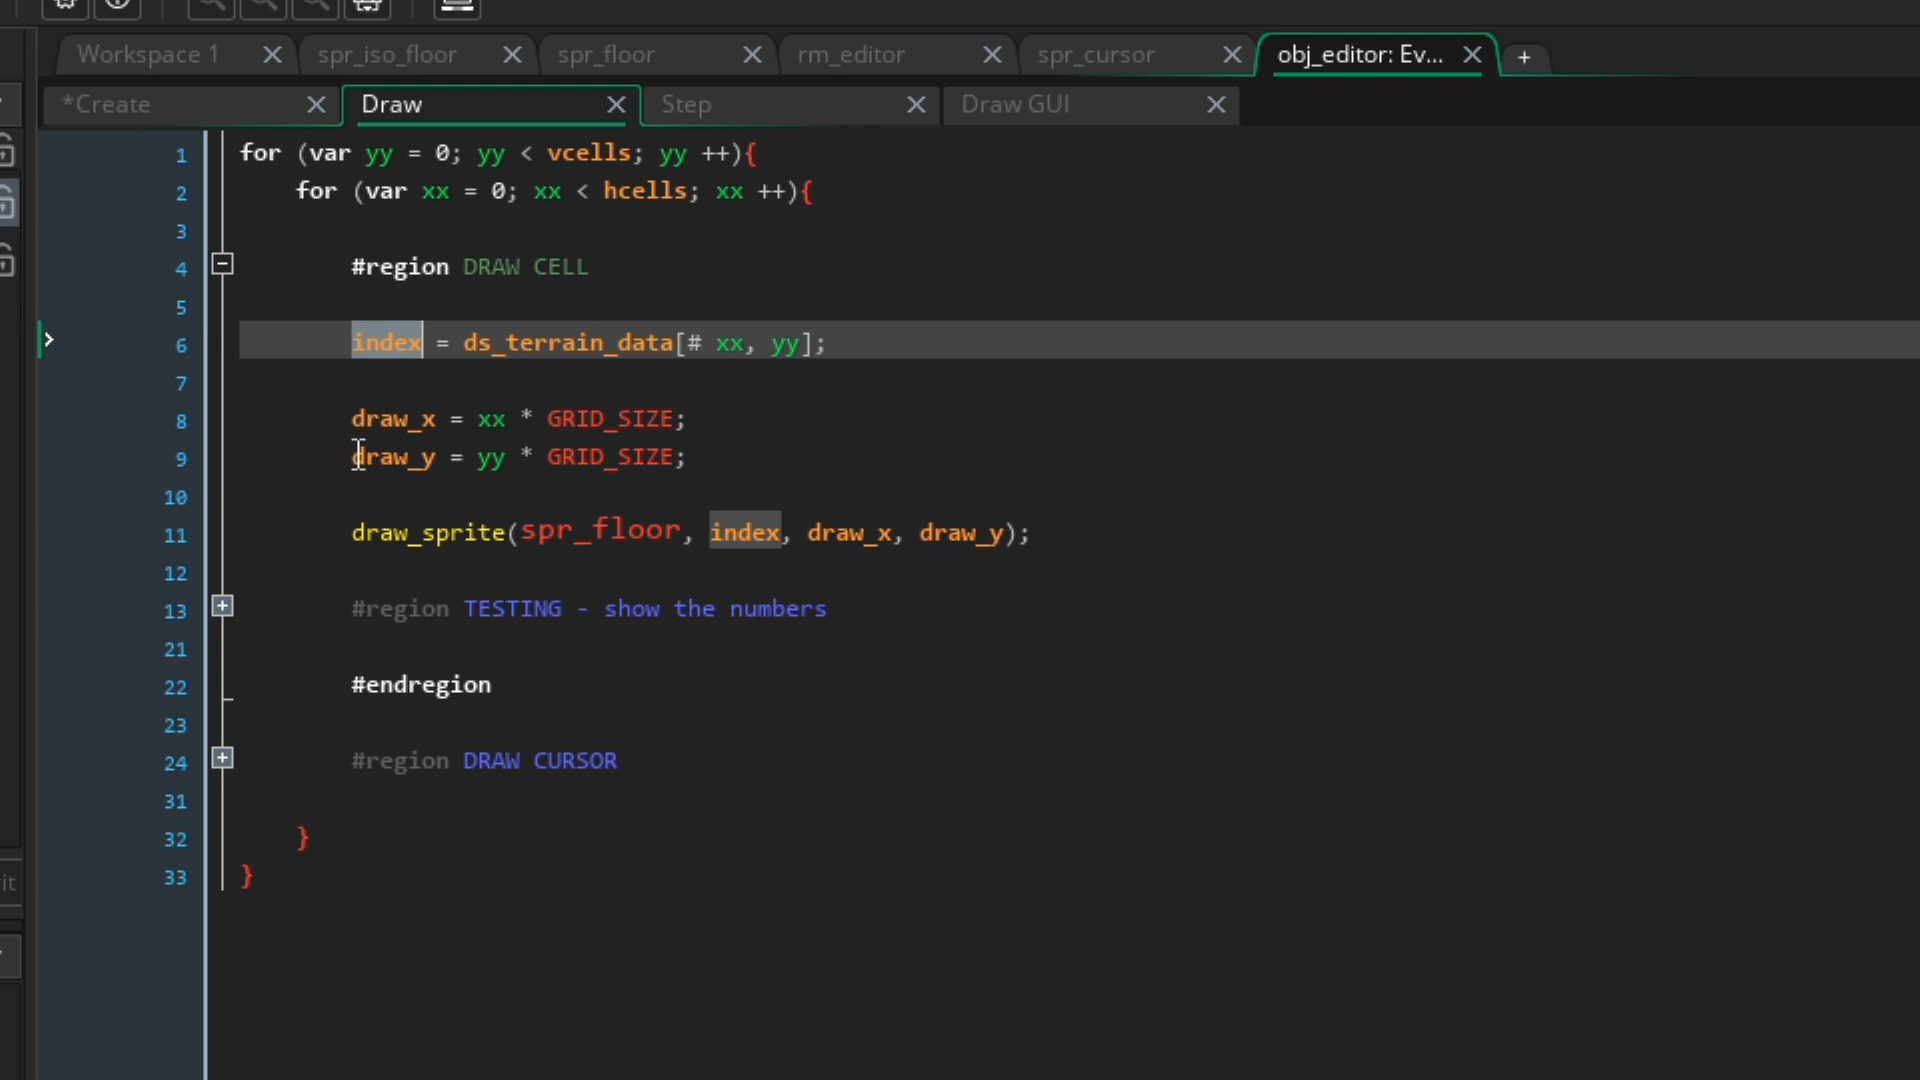 Workspace 1 spr_iso_floor spr_floor rm_editor spr_cursor obj_editor: Ev... +
*Create Draw Step Draw GUI
1 for (var yy = 0; yy < vcells; yy ++){
2 for (var xx = 0; xx < hcells; xx ++){
3
4 #region DRAW CELL
5
6 index = ds_terrain_data[# xx, yy];
7
8 draw_x = xx * GRID_SIZE;
9 draw_y = yy * GRID_SIZE;
10
11 draw_sprite(spr_floor, index, draw_x, draw_y);
12
13 #region TESTING - show the numbers
21
22 #endregion
23
24 #region DRAW CURSOR
31
32 }
33 }